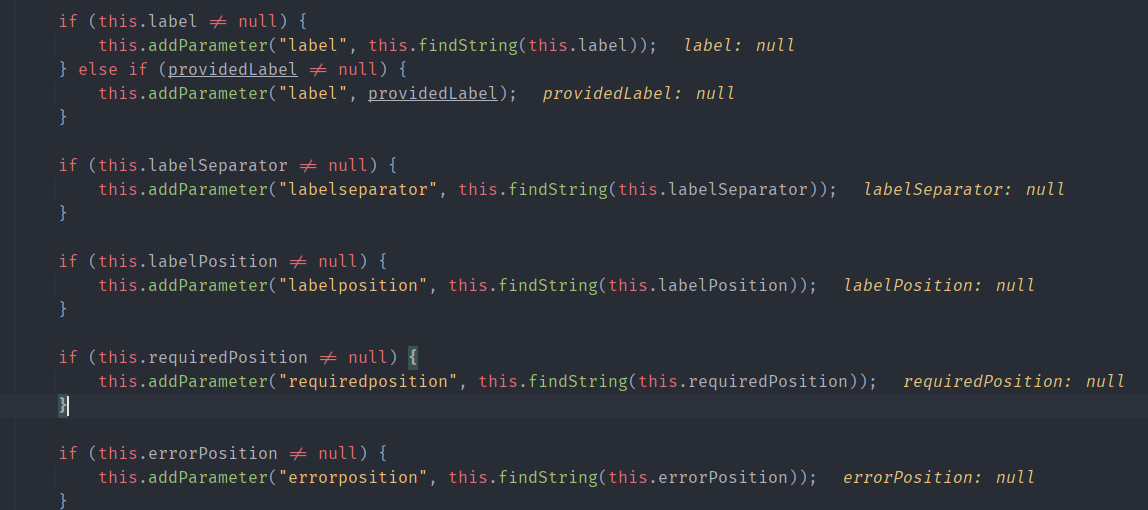 if (this.label ≠ null) {
this.addParameter("label", this.findString(this.label)); label: null
} else if (providedLabel ≠ null) {
this.addParameter("label", providedLabel); providedLabel: null
}
if (this.labelSeparator ≠ null) {
this.addParameter("labelseparator", this.findString(this.labelSeparator)); labelSeparator: null
}
if (this.labelPosition ≠ null) {
this.addParameter("labelposition", this.findString(this.labelPosition)); labelPosition: null
}
if (this.requiredPosition ≠ null) {
this.addParameter("requiredposition", this.findString(this.requiredPosition)); requiredPosition: null
}
if (this.errorPosition ≠ null) {
this.addParameter("errorposition", this.findString(this.errorPosition)); errorPosition: null
}